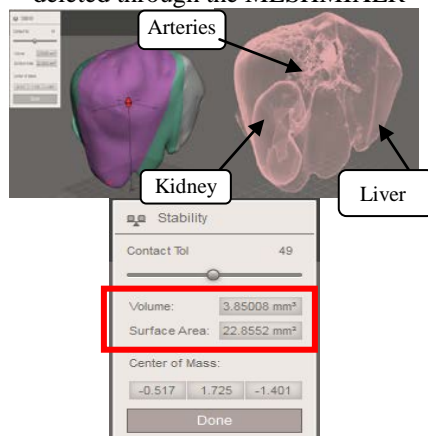 deleted through the MESHMIXER
Arteries
Kidney
Liver
Stability
Contact Tol 49
Volume: 3.85008 mm³
Surface Area: 22.8552 mm²
Center of Mass:
-0.517 1.725 -1.401
Done